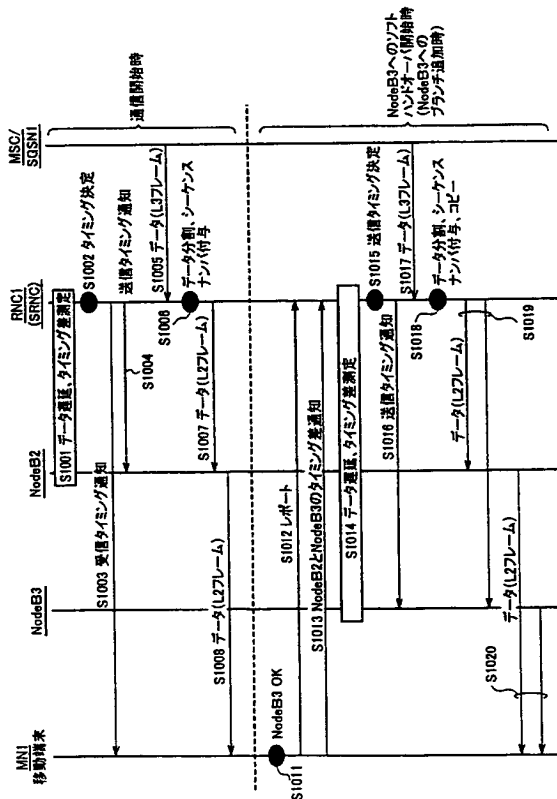 MN1
移動端末
NodeB3
NodeB2
RNC1
(SRNC)
MSC/
SGSN1
S1001 データ遅延、タイミング差測定
S1002 タイミング決定
S1003 受信タイミング通知
送信タイミング通知
S1004
S1005 データ(L3フレーム)
S1006
データ分割、シーケンス
ナンバ付与
S1007 データ(L2フレーム)
S1008 データ(L2フレーム)
通信開始時
NodeB3 OK
S1011
S1012 レポート
S1013 NodeB2とNodeB3のタイミング差通知
S1014 データ遅延、タイミング差測定
S1015 送信タイミング決定
S1016 送信タイミング通知
S1017 データ(L3フレーム)
S1018
データ分割、シーケンス
ナンバ付与、コピー
データ(L2フレーム)
S1019
データ(L2フレーム)
S1020
NodeB3へのソフト
ハンドオーバ開始時
(NodeB3への
ブランチ追加時)